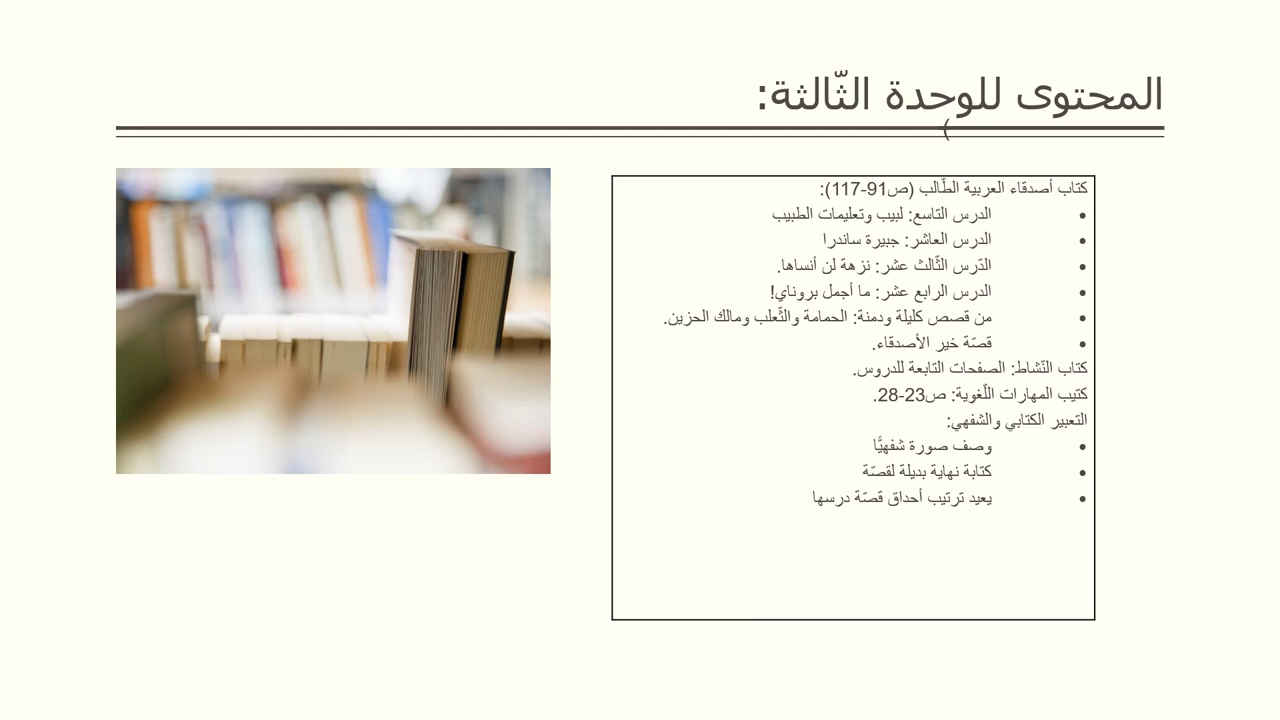 المحتوى للوحدة الثّالثة:
(
كتاب أصدقاء العربية الطّالب (ص91-117):
• الدرس التاسع: لبيب وتعليمات الطبيب
• الدرس العاشر: جبيرة ساندرا
• الدّرس الثّالث عشر: نزهة لن أنساها.
• الدرس الرابع عشر: ما أجمل بروناي!
• من قصص كليلة ودمنة: الحمامة والثّعلب ومالك الحزين.
• قصّة خير الأصدقاء.
كتاب النّشاط: الصفحات التابعة للدروس.
كتيب المهارات اللّغوية: ص23-28.
التعبير الكتابي والشفهي:
• وصف صورة شفهيًّا
• كتابة نهاية بديلة لقصّة
• يعيد ترتيب أحداق قصّة درسها